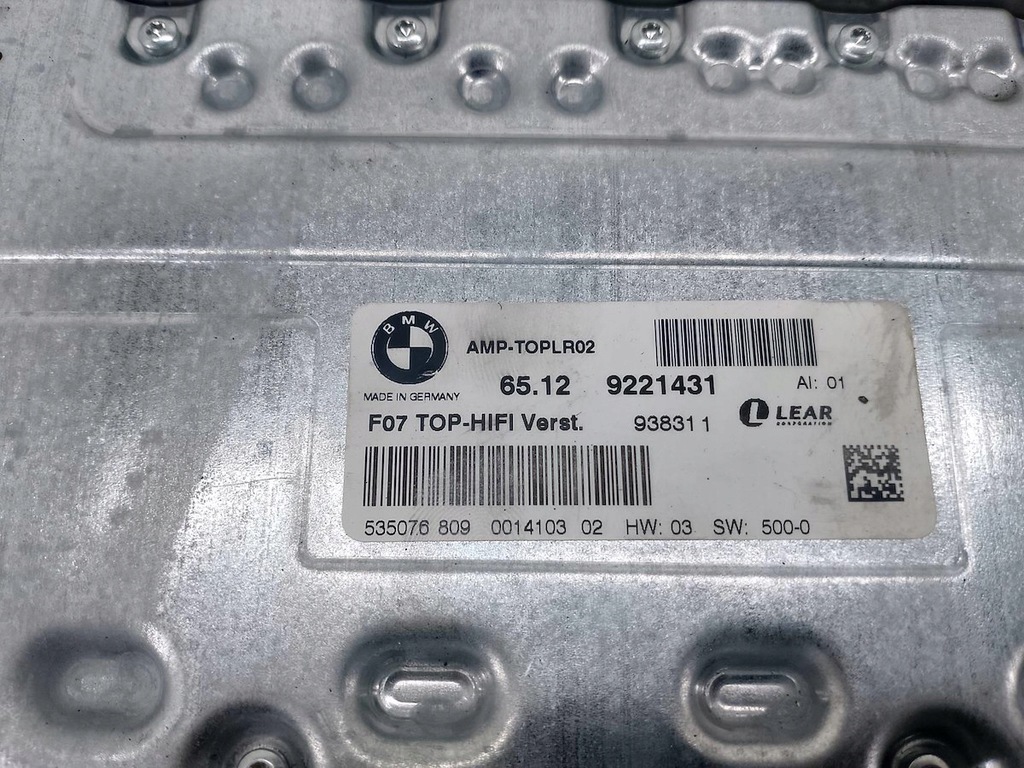 BMW
AMP-TOPLR02
MADE IN GERMANY
65.12 9221431 AI: 01
F07 TOP-HIFI Verst. 938311
L LEAR
CORPORATION
535076 809 0014103 02 HW: 03 SW: 500-0